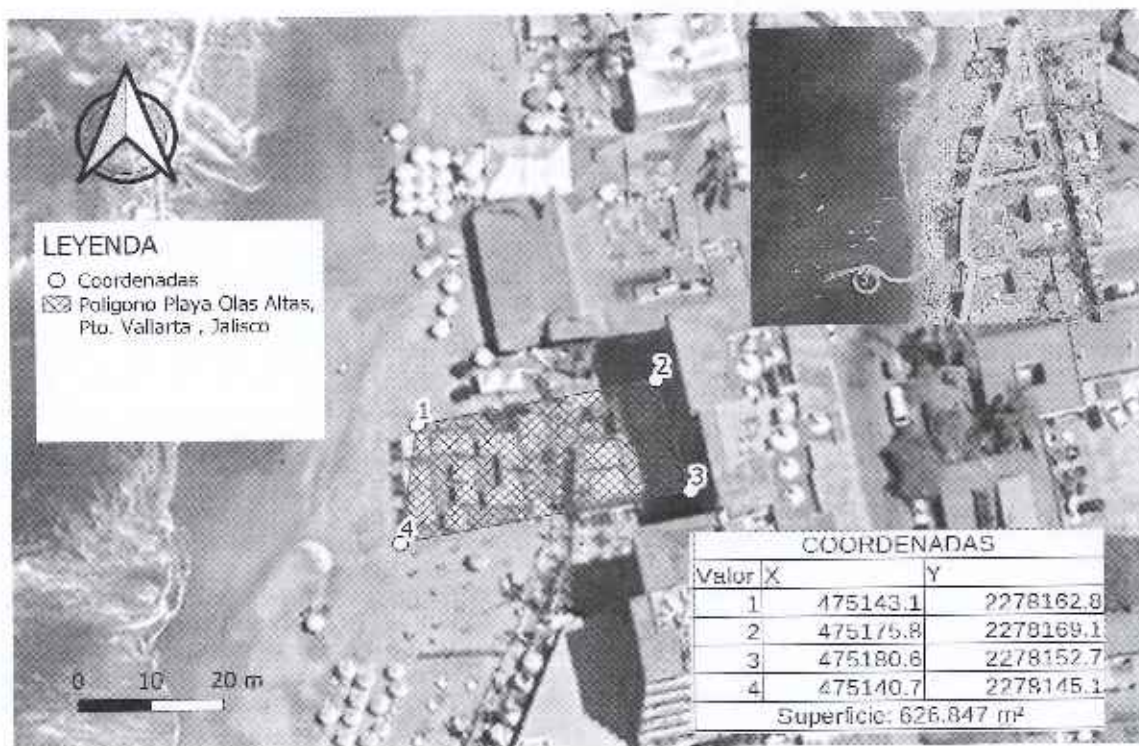 LEYENDA
Coordenadas
Poligono Playa Olas Altas,
Pto. Vallarta , Jalisco
1
2
3
4
0 10 20 m
COORDENADAS
Valor X Y
1 475143.1 2278162.8
2 475175.8 2278169.1
3 475180.6 2278152.7
4 475140.7 2278145.1
Superficie: 626.847 m²